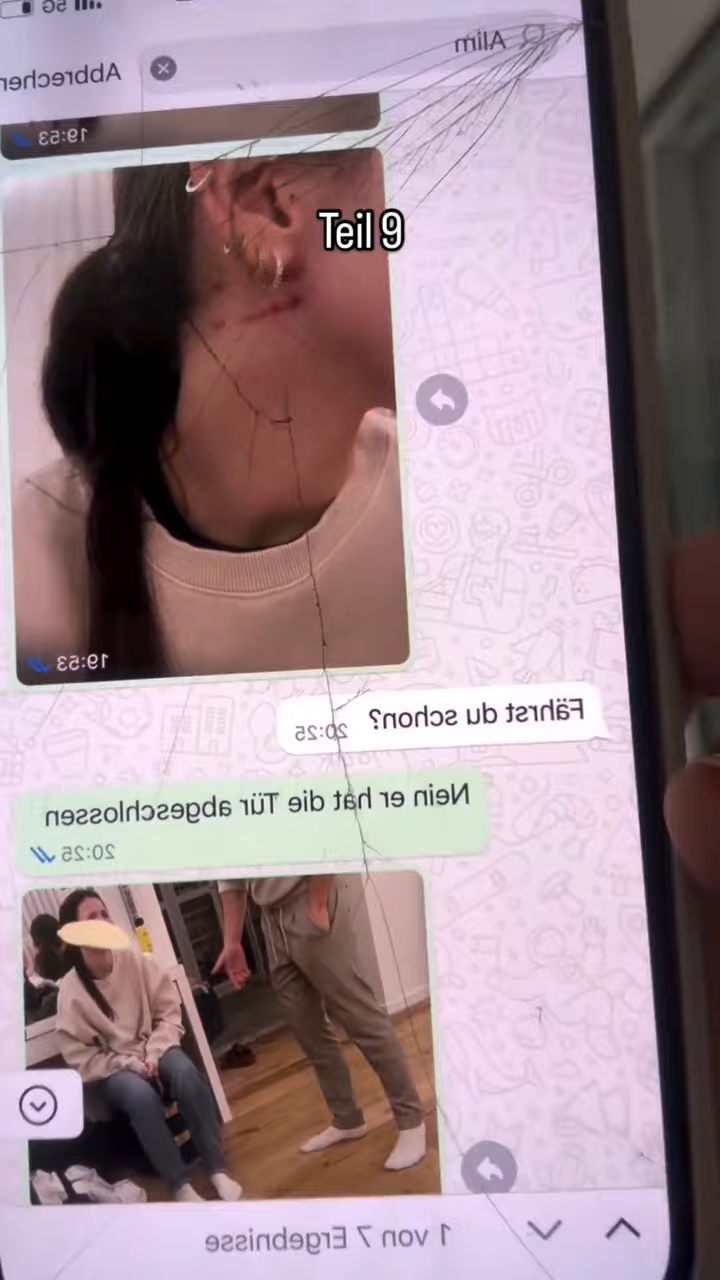 5G
Alim
Abbrechen
19:53
Teil 9
19:53
Fährst du schon?
20:25
Nein er hat die Tür abgeschlossen
20:25
1 von 7 Ergebnisse